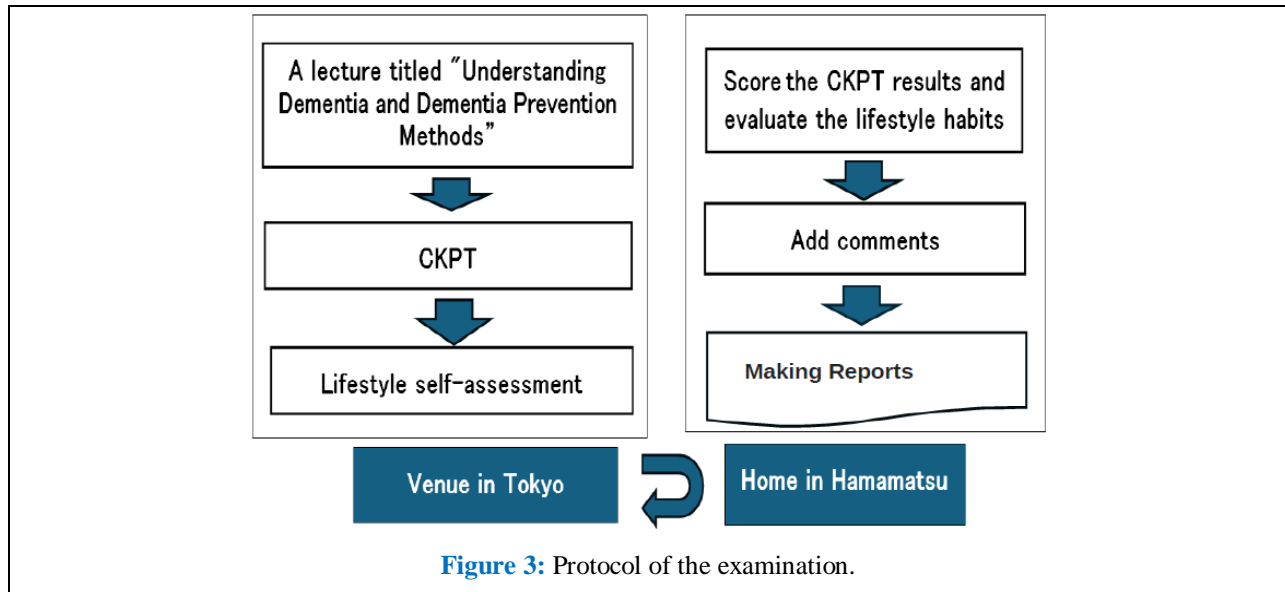 A lecture titled "Understanding
Dementia and Dementia Prevention
Methods"
CKPT
Lifestyle self-assessment
Venue in Tokyo
Score the CKPT results and
evaluate the lifestyle habits
Add comments
Making Reports
Home in Hamamatsu
Figure 3: Protocol of the examination.